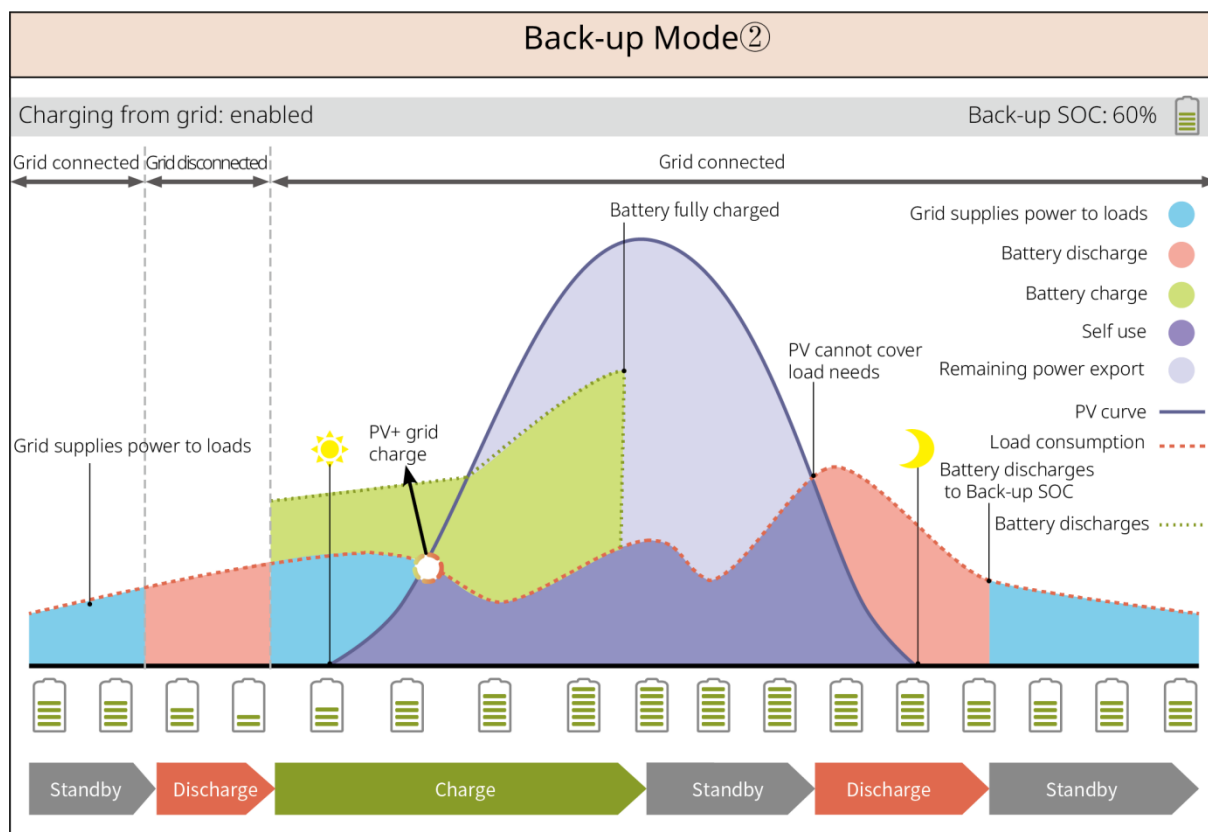 Back-up Mode②
Charging from grid: enabled
Back-up SOC: 60%
Grid connected
Grid disconnected
Grid connected
Battery fully charged
Grid supplies power to loads
Battery discharge
Battery charge
Self use
PV cannot cover
load needs
Remaining power export
PV curve
PV+ grid
charge
Grid supplies power to loads
Load consumption
Battery discharges
to Back-up SOC
Battery discharges
Standby
Discharge
Charge
Standby
Discharge
Standby